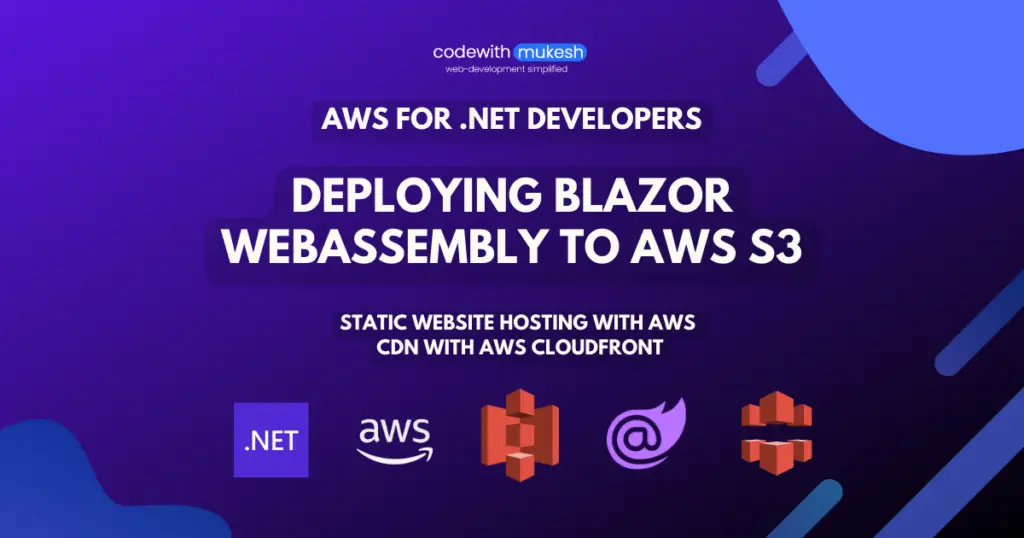 codewith mukesh
web-development simplified
AWS FOR .NET DEVELOPERS
DEPLOYING BLAZOR
WEBASSEMBLY TO AWS S3
STATIC WEBSITE HOSTING WITH AWS
CDN WITH AWS CLOUDFRONT
.NET aws @